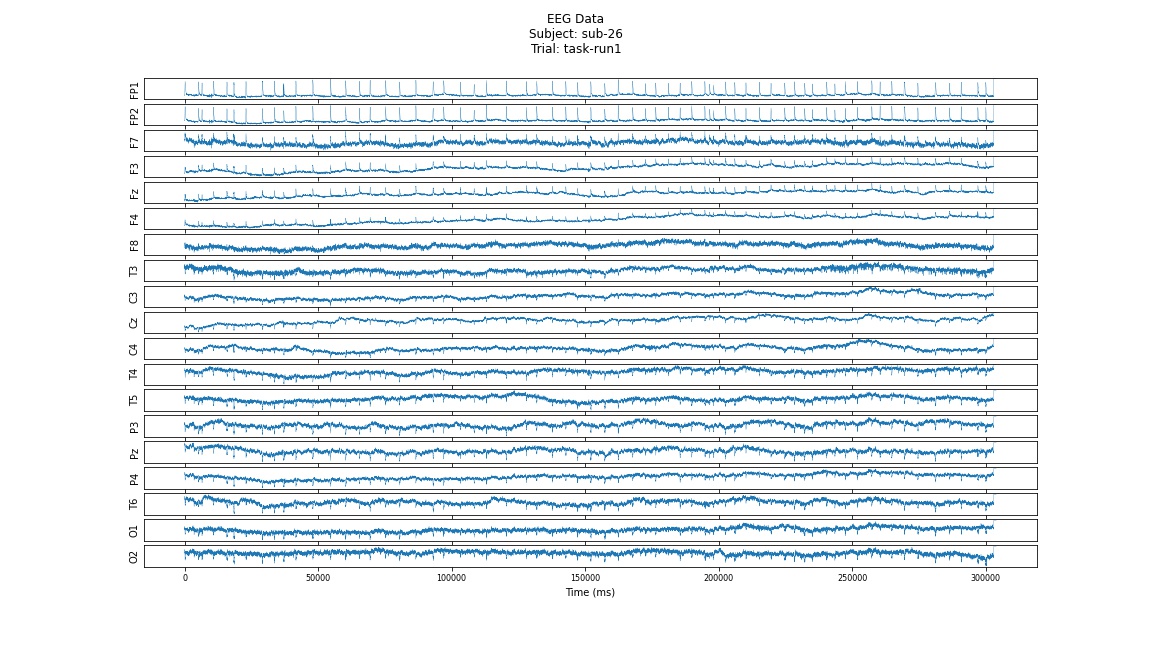 EEG Data
Subject: sub-26
Trial: task-run1
FP1
FP2
F7
F3
Fz
F4
F8
T3
C3
Cz
C4
T4
T5
P3
Pz
P4
T6
O1
O2
0 50000 100000 150000 200000 250000 300000
Time (ms)